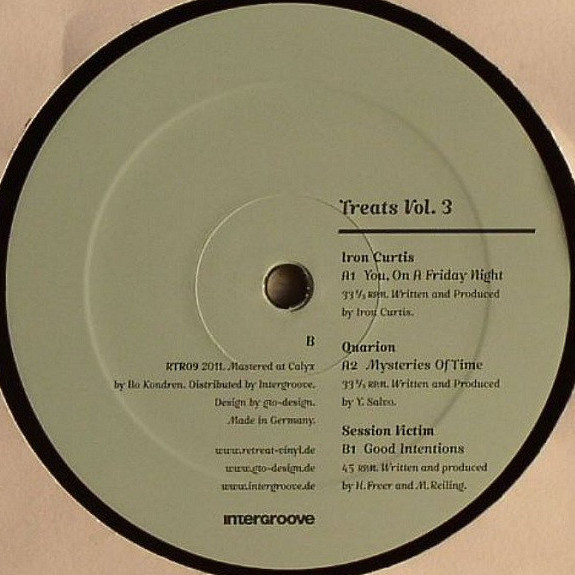 Treats Vol. 3
Iron Curtis
A1 You, On A Friday Night
33 1/3 RPM. Written and Produced
by Iron Curtis.
Quarion
A2 Mysteries Of Time
33 1/3 RPM. Written and Produced
by Y. Salvo.
Session Victim
B1 Good Intentions
45 RPM. Written and produced
by H. Freer and M. Reiling.
B
RTR09 2011. Mastered at Calyx
by Bo Kondren. Distributed by Intergroove.
Design by gto-design.
Made in Germany.
www.retreat-vinyl.de
www.gto-design.de
www.intergroove.de
intergroove